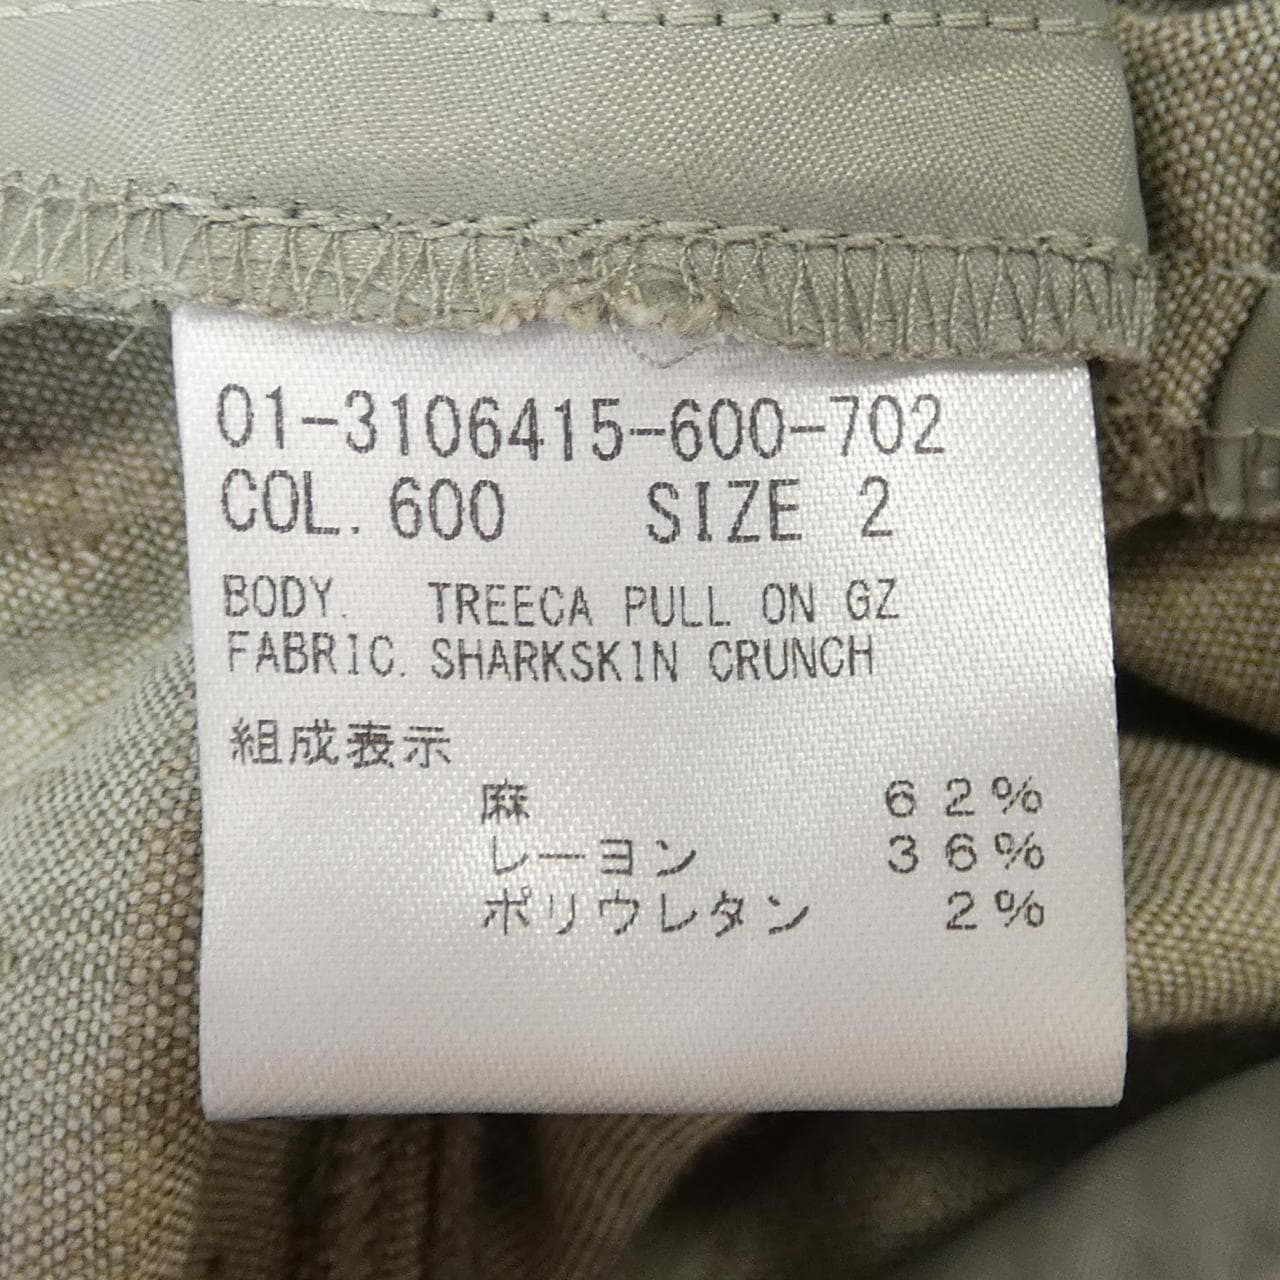 01-3106415-600-702
COL. 600 SIZE 2
BODY. TREECA PULL ON GZ
FABRIC. SHARKSKIN CRUNCH
組成表示
麻 62%
レーヨン 36%
ポリウレタン 2%